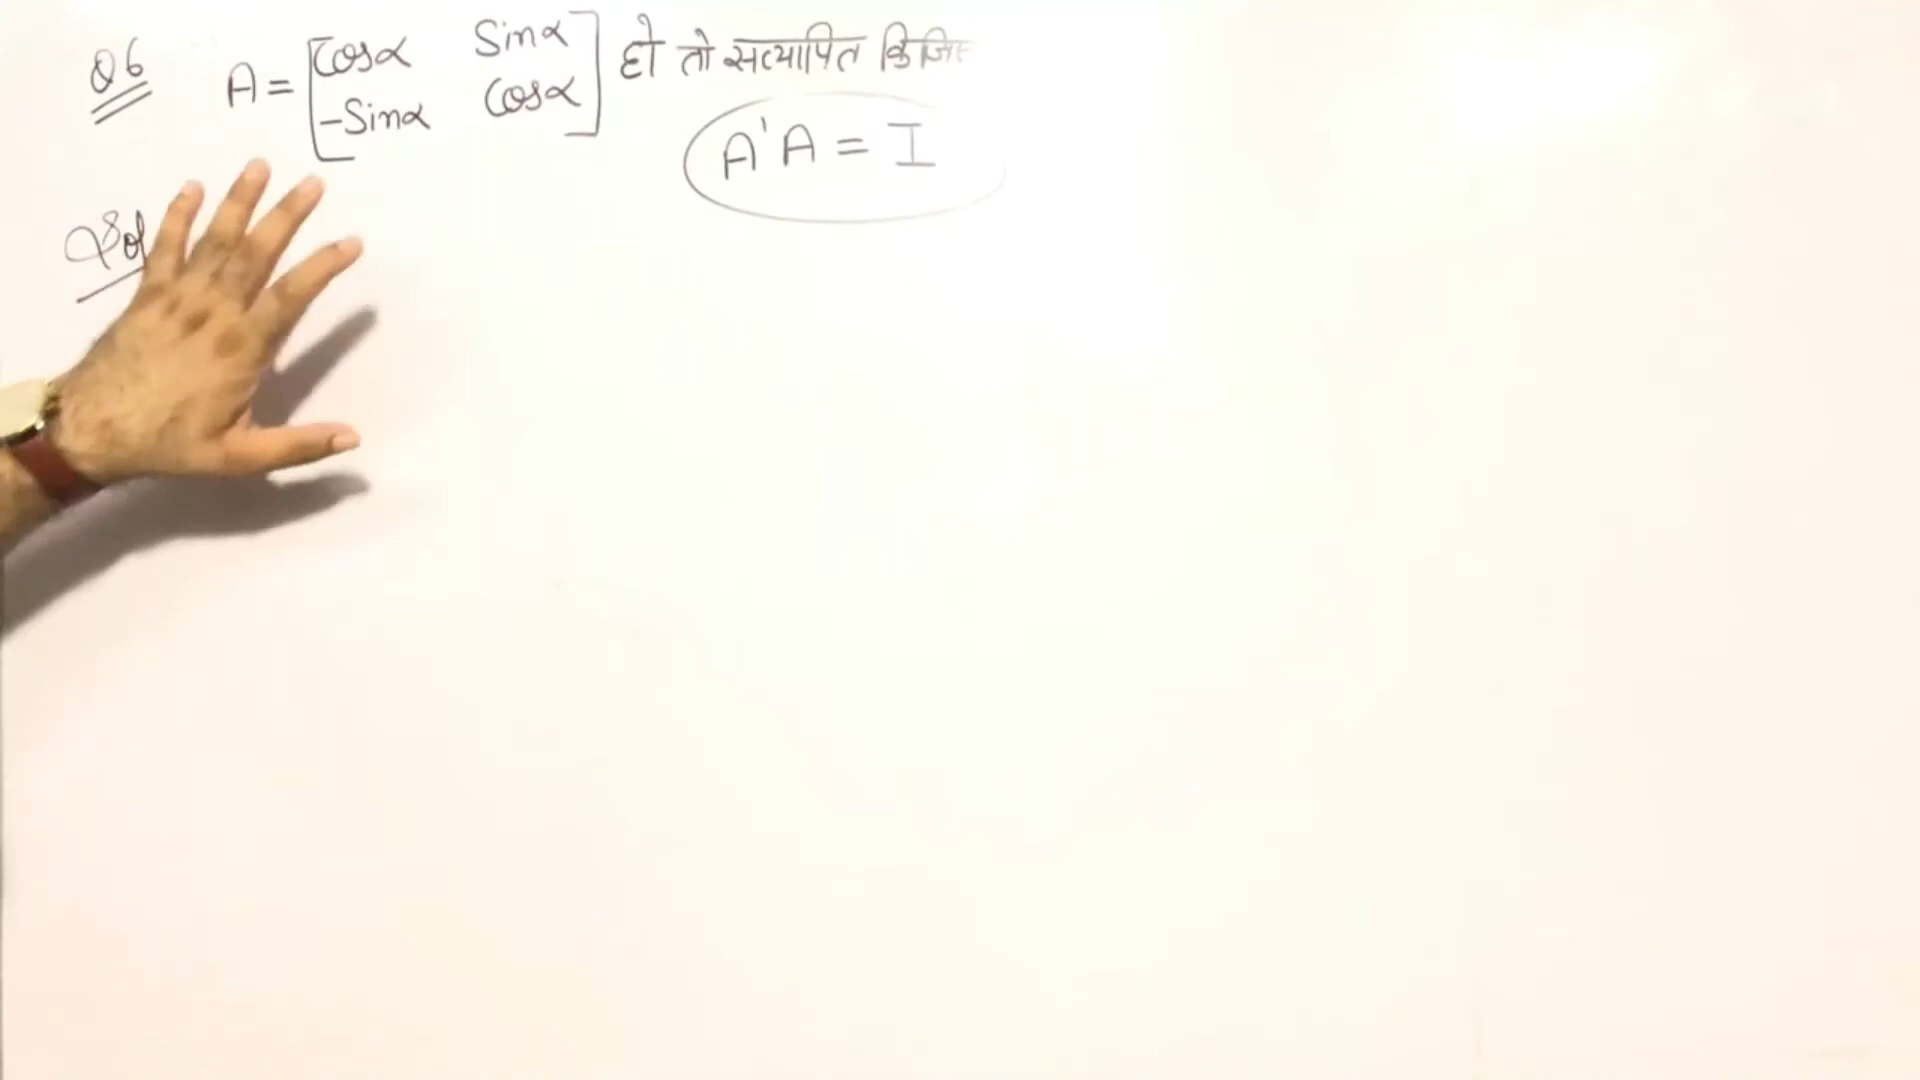 Q6 A = [cosα Sinα] हो तो सत्यापित किजि
[-Sinα Cosα]
A'A = I
Sol